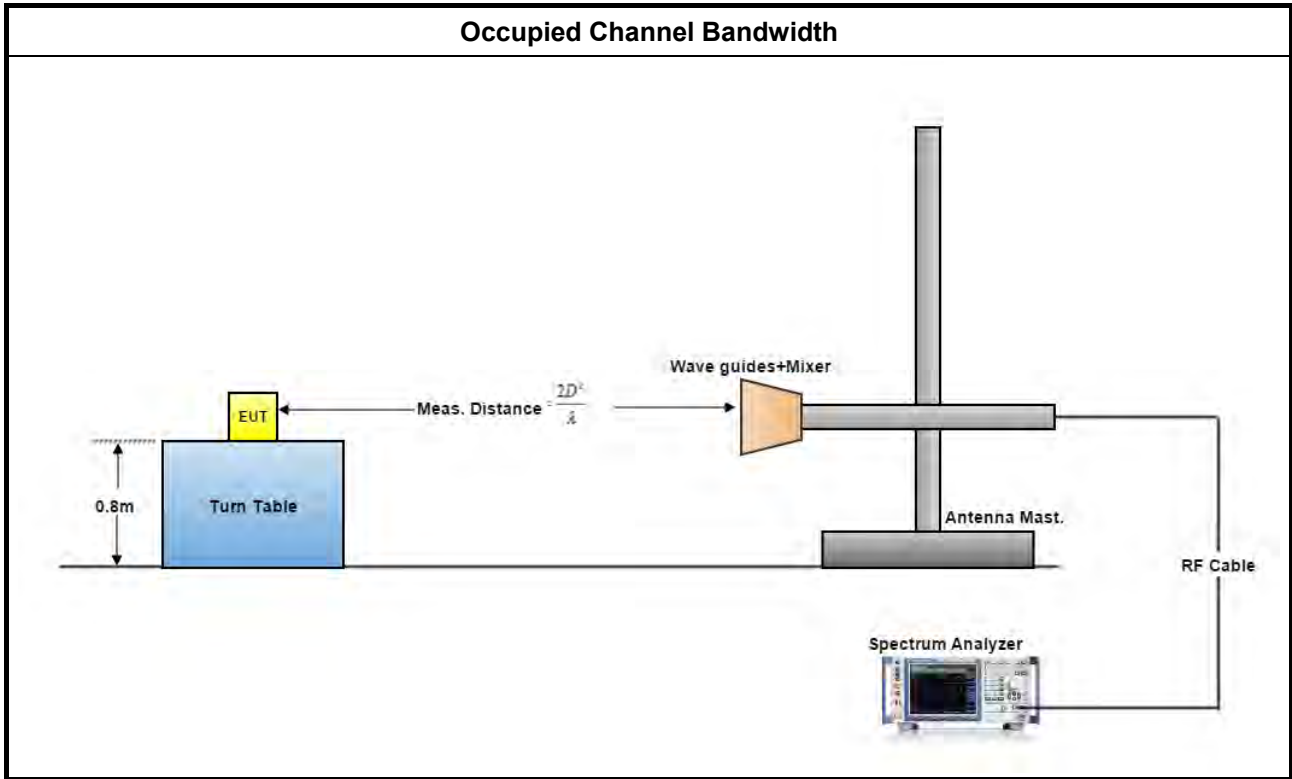 Occupied Channel Bandwidth
Wave guides+Mixer
EUT
Meas. Distance = 2D²/λ
0.8m
Turn Table
Antenna Mast.
RF Cable
Spectrum Analyzer